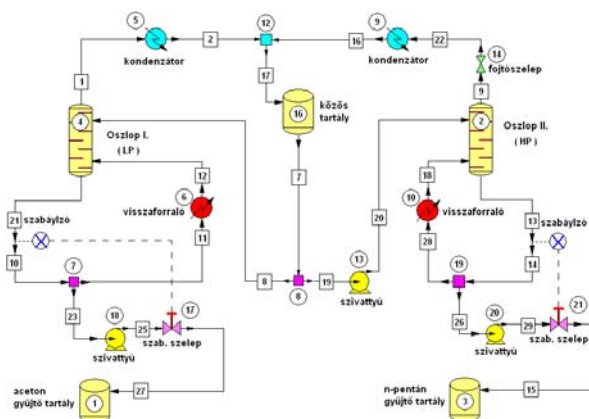 5
2
12
16
9
22
14
kondenzátor
kondenzátor
fojtószelep
1
17
9
4
16
közös
tartály
2
Oszlop I.
( LP )
Oszlop II.
( HP )
12
7
20
18
6
10
visszaforraló
visszaforraló
21
szabáylzó
11
28
13
szabáylzó
10
13
14
7
8
19
19
8
szivattyú
23
18
25
17
26
20
29
21
szab. szelep
szivattyú
szab. szelep
szivattyú
aceton
gyűjtő tartály
1
27
n-pentán
gyűjtő tartály
3
15